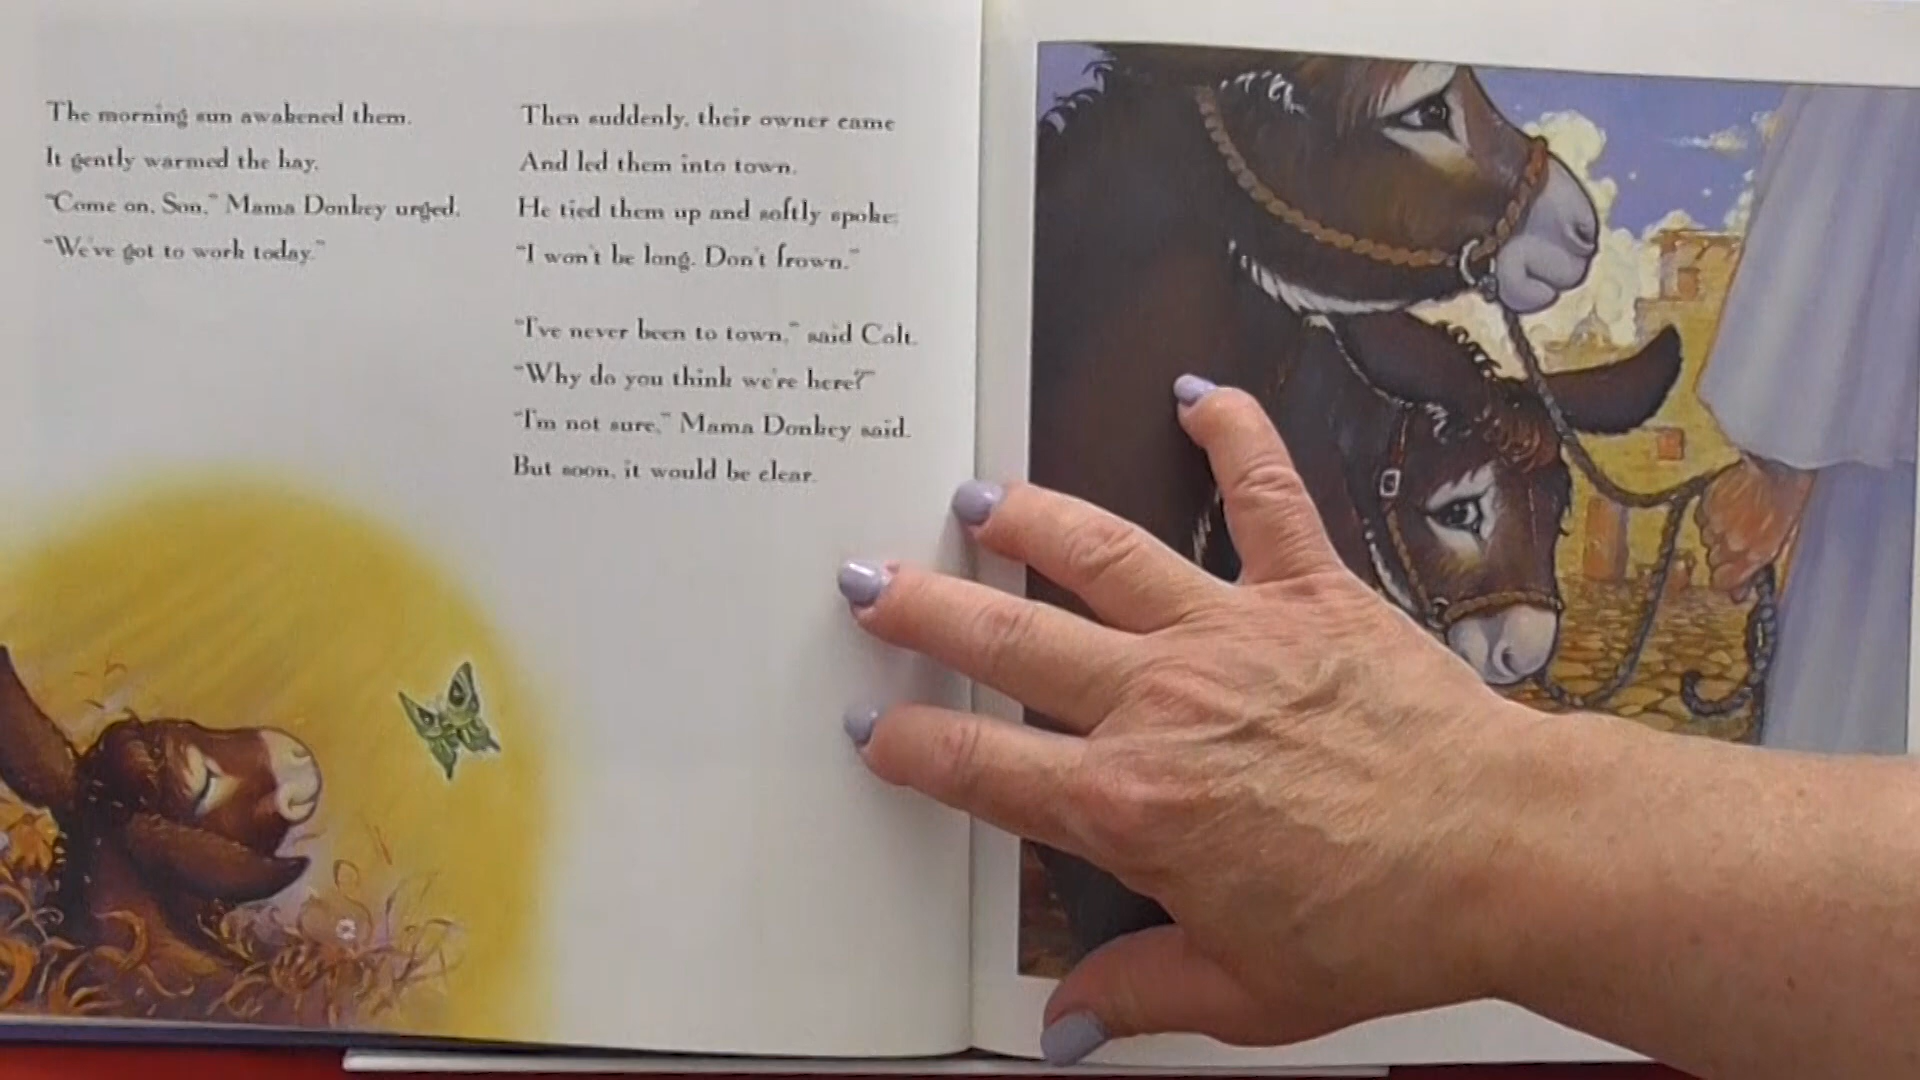 The morning sun awakened them.
It gently warmed the hay.
"Come on, Son," Mama Donkey urged.
"We've got to work today."
Then suddenly, their owner came
And led them into town.
He tied them up and softly spoke:
"I won't be long. Don't frown."
"I've never been to town," said Colt.
"Why do you think we're here?"
"I'm not sure," Mama Donkey said.
But soon, it would be clear.